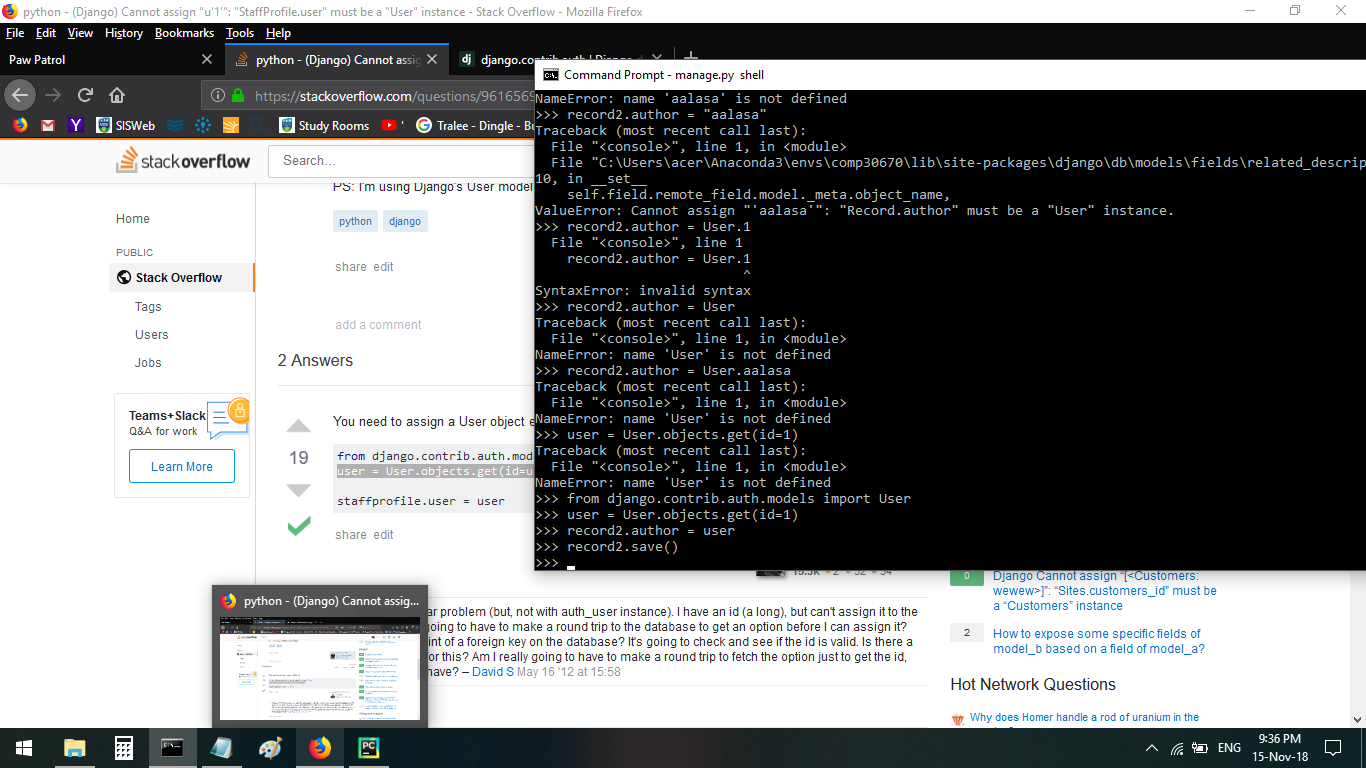 python - (Django) Cannot assign "u'1'": "StaffProfile.user" must be a "User" instance - Stack Overflow - Mozilla Firefox
File Edit View History Bookmarks Tools Help
Paw Patrol
python - (Django) Cannot assig
django.contrib.auth | Django d
https://stackoverflow.com/questions/9616569
SISWeb
Study Rooms
Tralee - Dingle - Bu
stackoverflow
Search...
Home
PUBLIC
Stack Overflow
Tags
Users
Jobs
Teams+Slack
Q&A for work
Learn More
PS: I'm using Django's User model
python django
share edit
add a comment
2 Answers
19
You need to assign a User object e
from django.contrib.auth.mod
user = User.objects.get(id=u
staffprofile.user = user
share edit
Command Prompt - manage.py shell
NameError: name 'aalasa' is not defined
>>> record2.author = "aalasa"
Traceback (most recent call last):
File "<console>", line 1, in <module>
File "C:\Users\acer\Anaconda3\envs\comp30670\lib\site-packages\django\db\models\fields\related_descrip
10, in __set__
self.field.remote_field.model._meta.object_name,
ValueError: Cannot assign "'aalasa'": "Record.author" must be a "User" instance.
>>> record2.author = User.1
File "<console>", line 1
record2.author = User.1
^
SyntaxError: invalid syntax
>>> record2.author = User
Traceback (most recent call last):
File "<console>", line 1, in <module>
NameError: name 'User' is not defined
>>> record2.author = User.aalasa
Traceback (most recent call last):
File "<console>", line 1, in <module>
NameError: name 'User' is not defined
>>> user = User.objects.get(id=1)
Traceback (most recent call last):
File "<console>", line 1, in <module>
NameError: name 'User' is not defined
>>> from django.contrib.auth.models import User
>>> user = User.objects.get(id=1)
>>> record2.author = user
>>> record2.save()
>>>
python - (Django) Cannot assig...
ar problem (but, not with auth_user instance). I have an id (a long), but can't assign it to the
going to have to make a round trip to the database to get an option before I can assign it?
int of a foreign key on the database? It's going to check and see if the id is valid. Is there a
for this? Am I really going to have to make a round trip to fetch the option just to get the id,
have? – David S May 16 '12 at 15:58
0
Django Cannot assign "[<Customers:
wewew>]": "Sites.customers_id" must be
a "Customers" instance
2
How to expose some specific fields of
model_b based on a field of model_a?
Hot Network Questions
Why does Homer handle a rod of uranium in the
ENG
9:36 PM
15-Nov-18